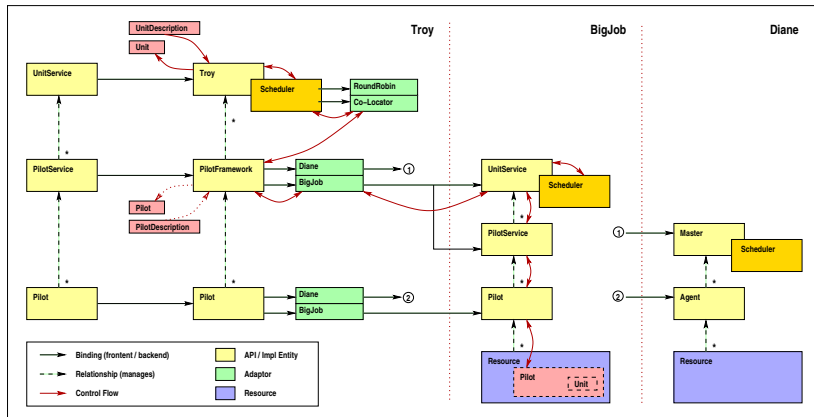 Troy
BigJob
Diane
UnitDescription
Unit
UnitService
Troy
Scheduler
RoundRobin
Co-Locator
*
*
PilotService
PilotFramework
Diane
BigJob
1
UnitService
Scheduler
Pilot
PilotDescription
*
PilotService
1
Master
Scheduler
*
*
*
*
Pilot
Pilot
Diane
BigJob
2
Pilot
2
Agent
*
*
Binding (frontent / backend)
API / Impl Entity
Relationship (manages)
Adaptor
Control Flow
Resource
Resource
Pilot
Unit
Resource